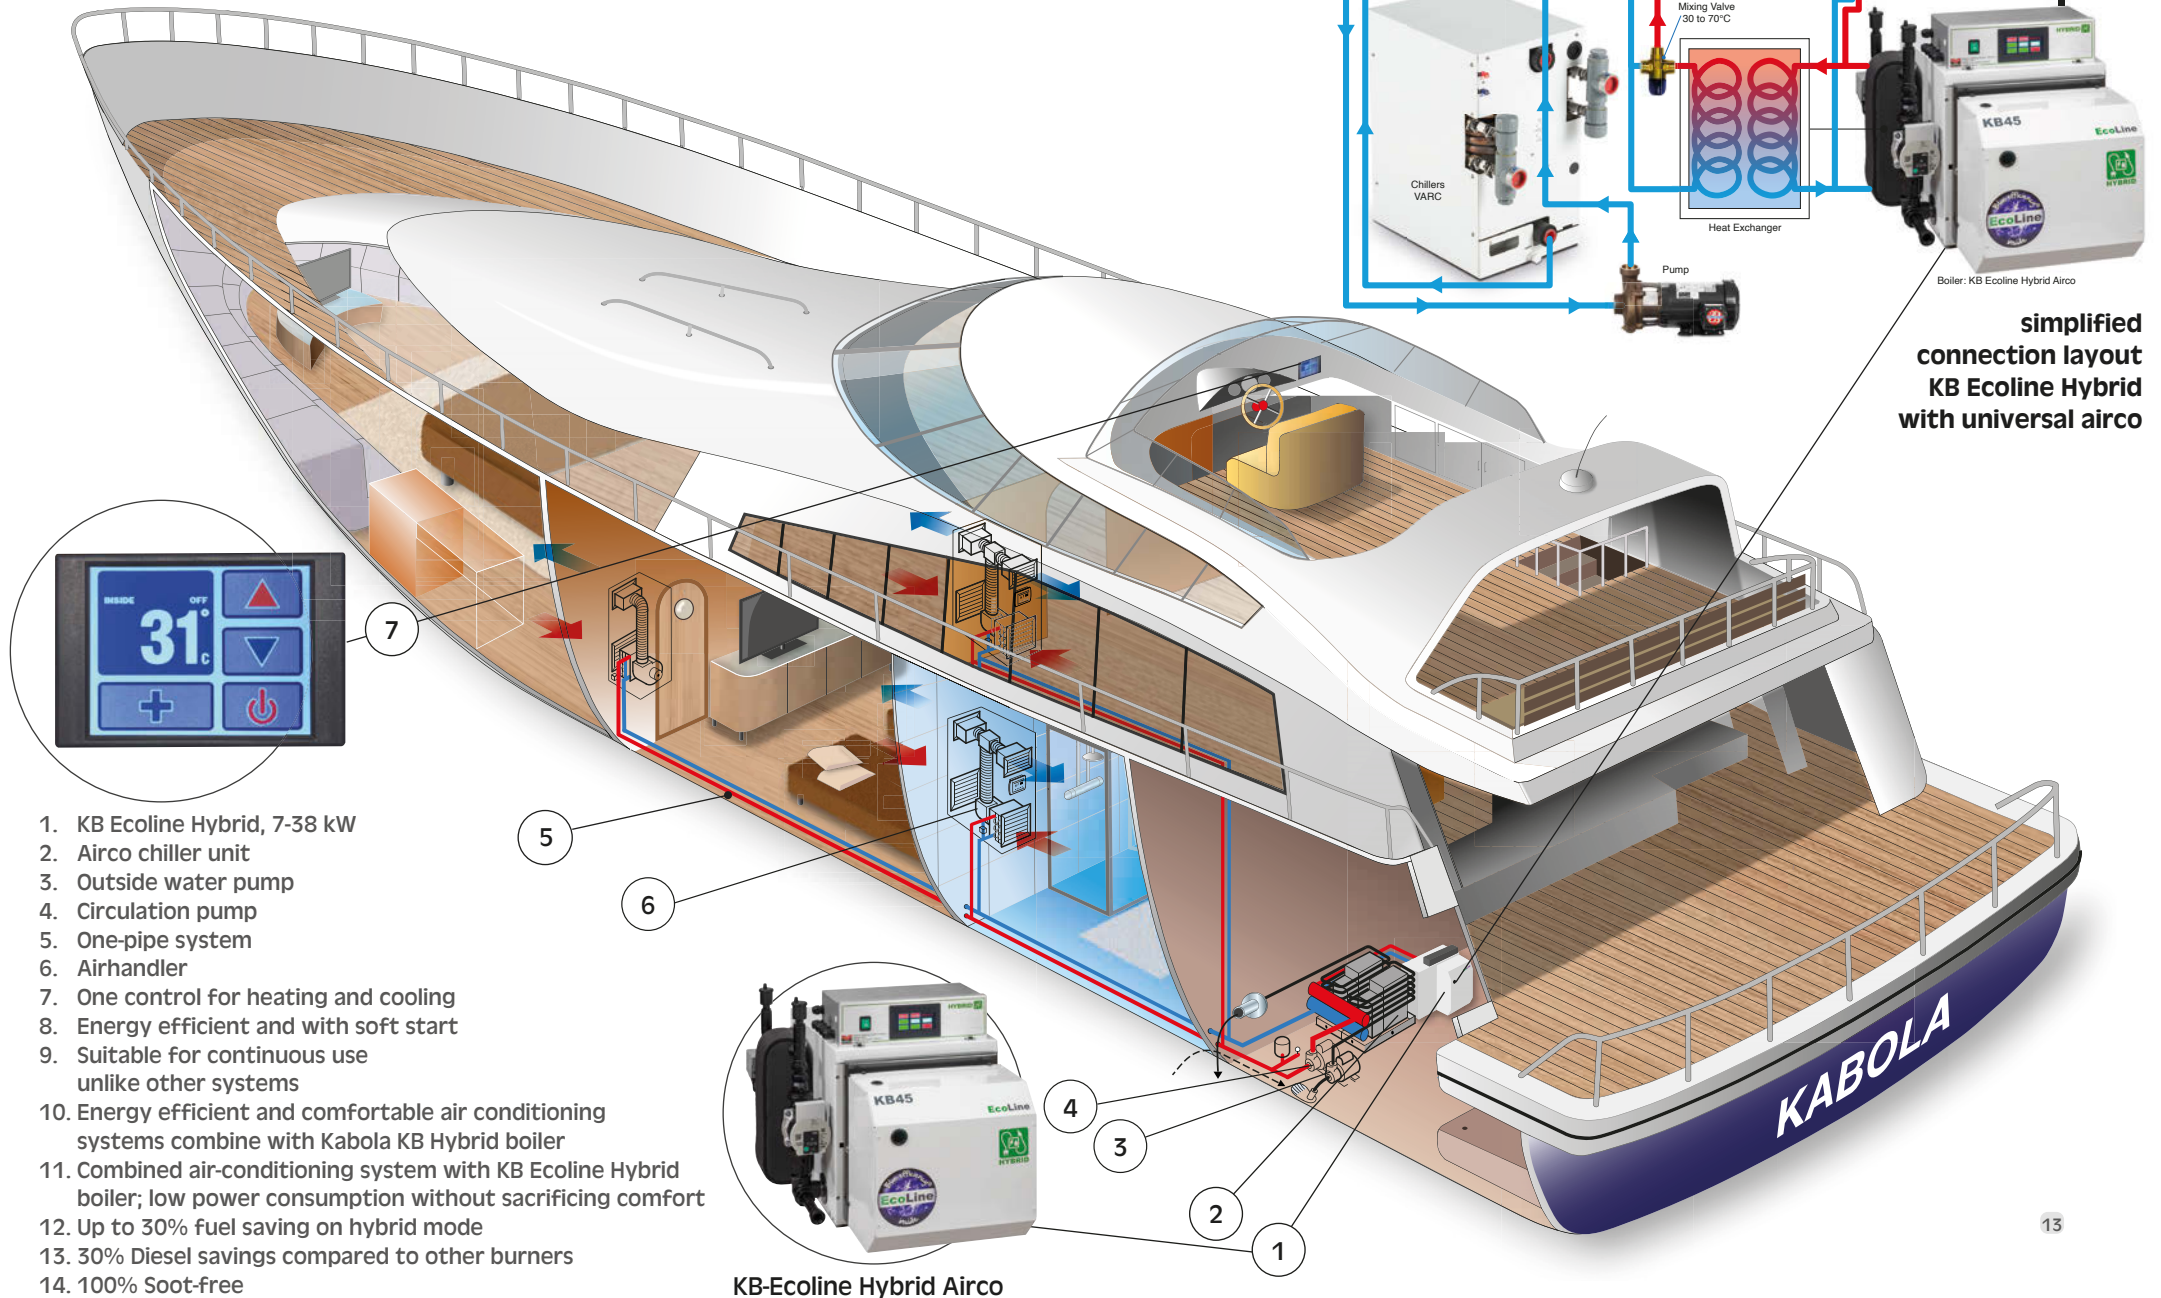 Mixing Valve
30 to 70°C
HYBRID
KB45
EcoLine
HYBRID
EcoLine
Chillers
VARC
Heat Exchanger
Pump
Boiler: KB Ecoline Hybrid Airco
simplified
connection layout
KB Ecoline Hybrid
with universal airco
INSIDE OFF
31°C
7
5
6
4
3
2
1
1. KB Ecoline Hybrid, 7-38 kW
2. Airco chiller unit
3. Outside water pump
4. Circulation pump
5. One-pipe system
6. Airhandler
7. One control for heating and cooling
8. Energy efficient and with soft start
9. Suitable for continuous use
unlike other systems
10. Energy efficient and comfortable air conditioning
systems combine with Kabola KB Hybrid boiler
11. Combined air-conditioning system with KB Ecoline Hybrid
boiler; low power consumption without sacrificing comfort
12. Up to 30% fuel saving on hybrid mode
13. 30% Diesel savings compared to other burners
14. 100% Soot-free
HYBRID
KB45
EcoLine
HYBRID
EcoLine
KB-Ecoline Hybrid Airco
KABOLA
13